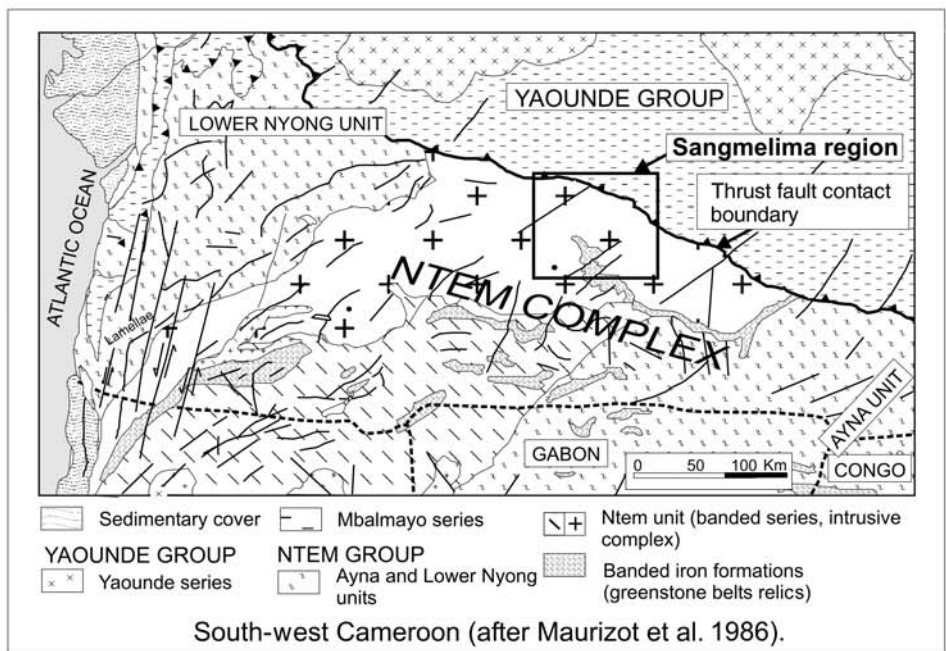 YAOUNDE GROUP
LOWER NYONG UNIT
Sangmelima region
Thrust fault contact
boundary
ATLANTIC OCEAN
NTEM COMPLEX
Lamellae
AYNA UNIT
GABON
CONGO
0 50 100 Km
Sedimentary cover
Mbalmayo series
Ntem unit (banded series, intrusive
complex)
YAOUNDE GROUP
NTEM GROUP
Yaounde series
Ayna and Lower Nyong
units
Banded iron formations
(greenstone belts relics)
South-west Cameroon (after Maurizot et al. 1986).